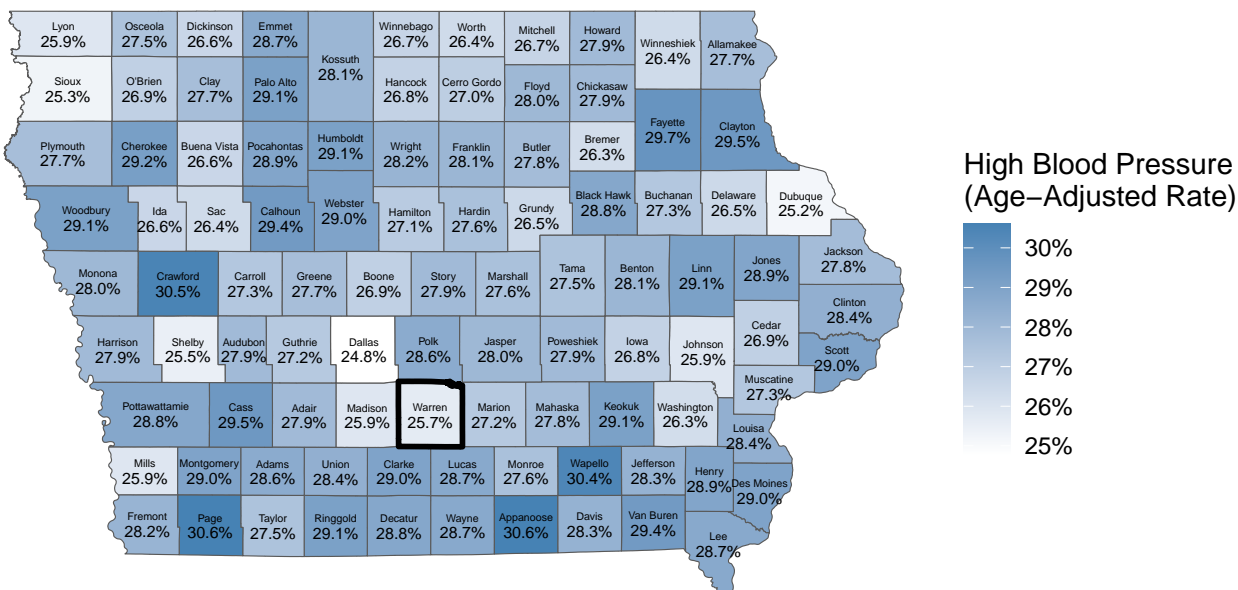 Lyon
25.9%
Osceola
27.5%
Dickinson
26.6%
Emmet
28.7%
Kossuth
28.1%
Winnebago
26.7%
Worth
26.4%
Mitchell
26.7%
Howard
27.9%
Winneshiek
26.4%
Allamakee
27.7%
Sioux
25.3%
O'Brien
26.9%
Clay
27.7%
Palo Alto
29.1%
Hancock
26.8%
Cerro Gordo
27.0%
Floyd
28.0%
Chickasaw
27.9%
Fayette
29.7%
Clayton
29.5%
Plymouth
27.7%
Cherokee
29.2%
Buena Vista
26.6%
Pocahontas
28.9%
Humboldt
29.1%
Wright
28.2%
Franklin
28.1%
Butler
27.8%
Bremer
26.3%
Woodbury
29.1%
Ida
26.6%
Sac
26.4%
Calhoun
29.4%
Webster
29.0%
Hamilton
27.1%
Hardin
27.6%
Grundy
26.5%
Black Hawk
28.8%
Buchanan
27.3%
Delaware
26.5%
Dubuque
25.2%
Monona
28.0%
Crawford
30.5%
Carroll
27.3%
Greene
27.7%
Boone
26.9%
Story
27.9%
Marshall
27.6%
Tama
27.5%
Benton
28.1%
Linn
29.1%
Jones
28.9%
Jackson
27.8%
Clinton
28.4%
Harrison
27.9%
Shelby
25.5%
Audubon
27.9%
Guthrie
27.2%
Dallas
24.8%
Polk
28.6%
Jasper
28.0%
Poweshiek
27.9%
Iowa
26.8%
Johnson
25.9%
Cedar
26.9%
Scott
29.0%
Muscatine
27.3%
Pottawattamie
28.8%
Cass
29.5%
Adair
27.9%
Madison
25.9%
Warren
25.7%
Marion
27.2%
Mahaska
27.8%
Keokuk
29.1%
Washington
26.3%
Louisa
28.4%
Mills
25.9%
Montgomery
29.0%
Adams
28.6%
Union
28.4%
Clarke
29.0%
Lucas
28.7%
Monroe
27.6%
Wapello
30.4%
Jefferson
28.3%
Henry
28.9%
Des Moines
29.0%
Fremont
28.2%
Page
30.6%
Taylor
27.5%
Ringgold
29.1%
Decatur
28.8%
Wayne
28.7%
Appanoose
30.6%
Davis
28.3%
Van Buren
29.4%
Lee
28.7%
High Blood Pressure
(Age−Adjusted Rate)
30%
29%
28%
27%
26%
25%